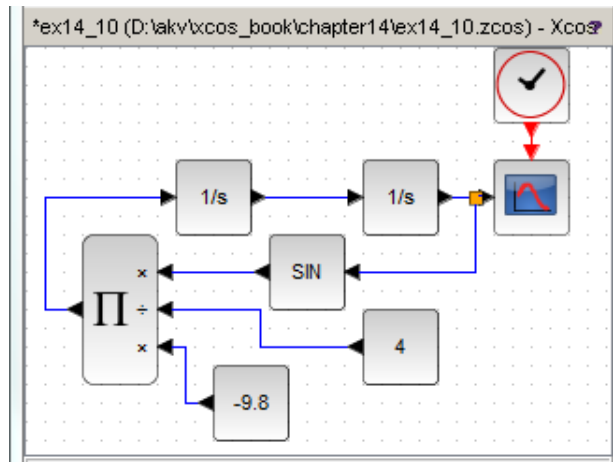 *ex14_10 (D:\akv\xcos_book\chapter14\ex14_10.zcos) - Xcos
1/s
1/s
×
SIN
∏
÷
4
×
-9.8